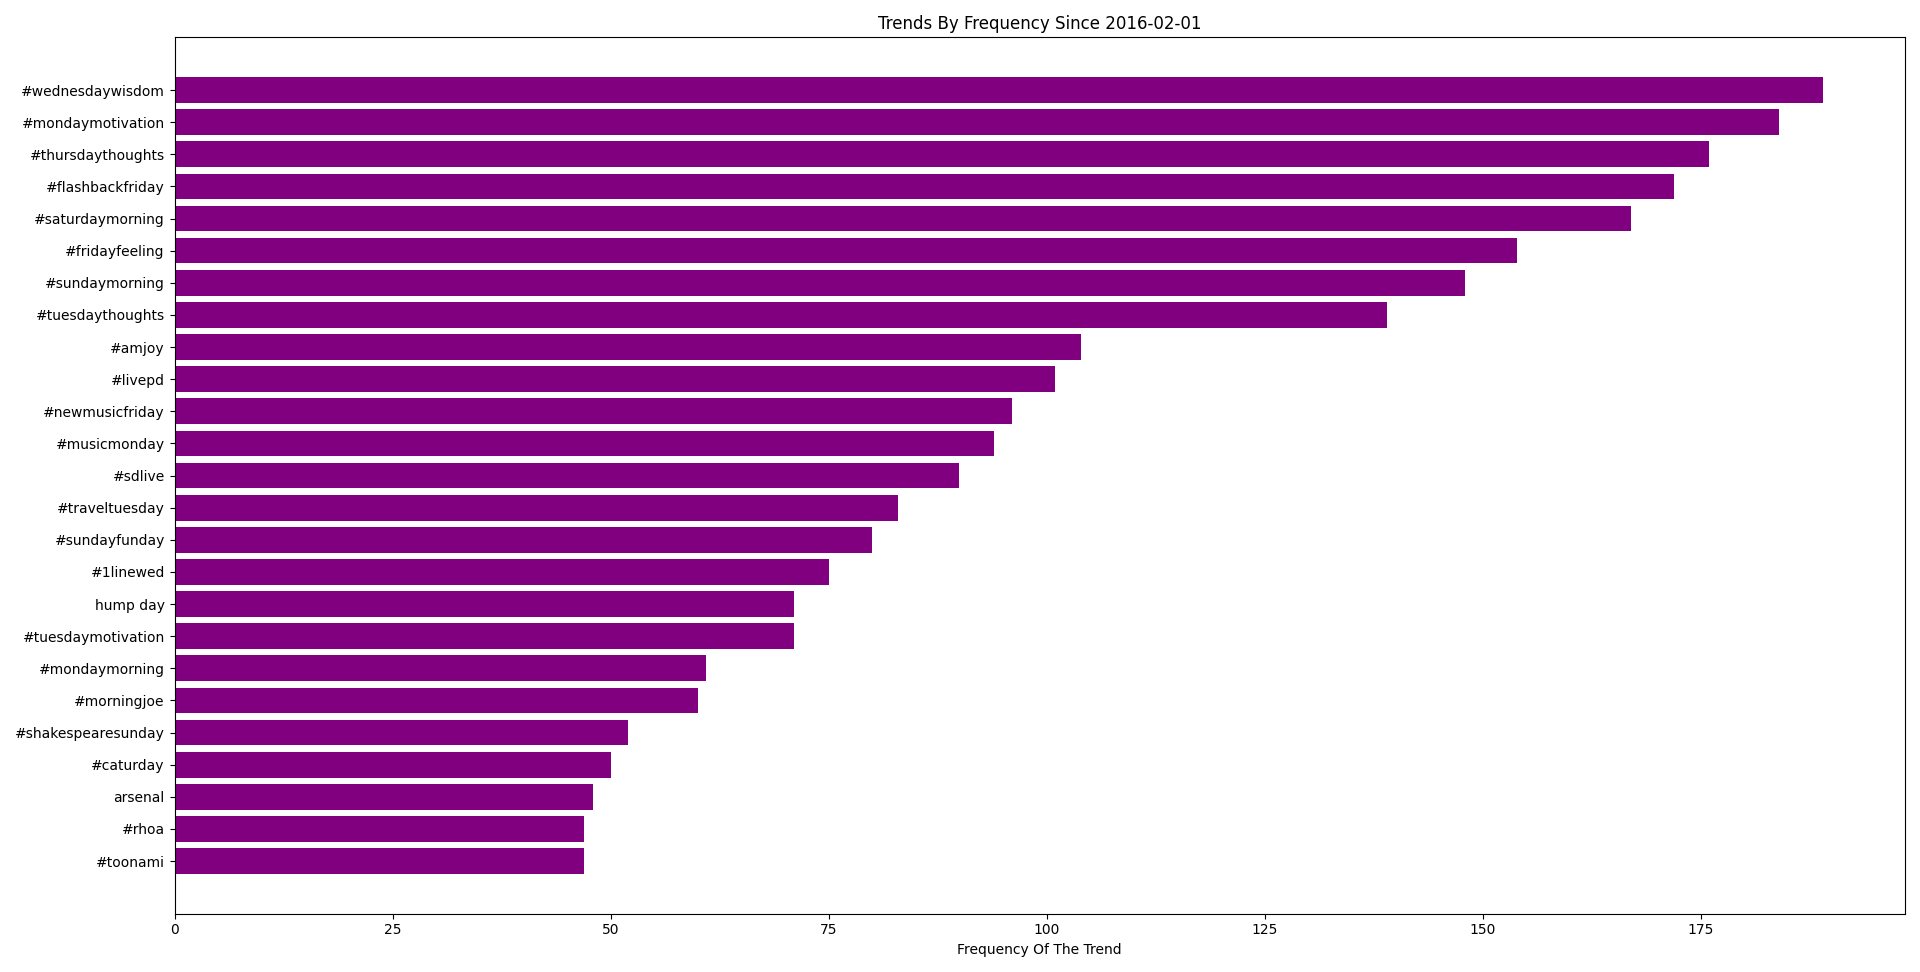 Trends By Frequency Since 2016-02-01
#wednesdaywisdom
#mondaymotivation
#thursdaythoughts
#flashbackfriday
#saturdaymorning
#fridayfeeling
#sundaymorning
#tuesdaythoughts
#amjoy
#livepd
#newmusicfriday
#musicmonday
#sdlive
#traveltuesday
#sundayfunday
#1linewed
hump day
#tuesdaymotivation
#mondaymorning
#morningjoe
#shakespearesunday
#caturday
arsenal
#rhoa
#toonami
0 25 50 75 100 125 150 175
Frequency Of The Trend